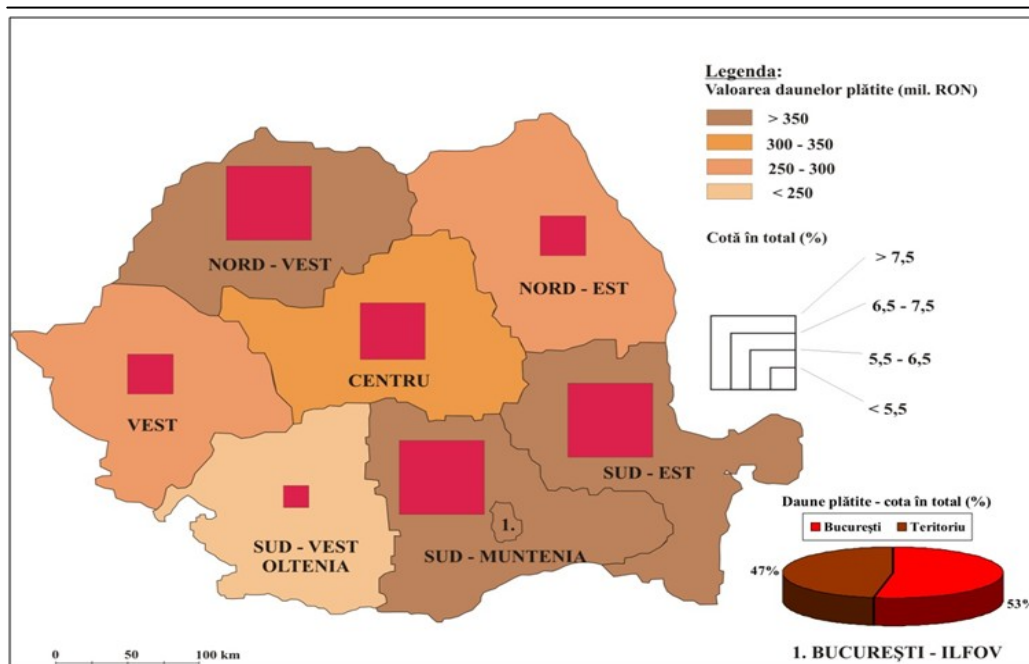 Legenda:
Valoarea daunelor plătite (mil. RON)
> 350
300 - 350
250 - 300
< 250
Cotă în total (%)
> 7,5
6,5 - 7,5
5,5 - 6,5
< 5,5
NORD - VEST
NORD - EST
CENTRU
VEST
SUD - EST
1.
SUD - VEST
OLTENIA
SUD - MUNTENIA
Daune plătite - cota în total (%)
București Teritoriu
47%
53%
1. BUCUREȘTI - ILFOV
0 50 100 km